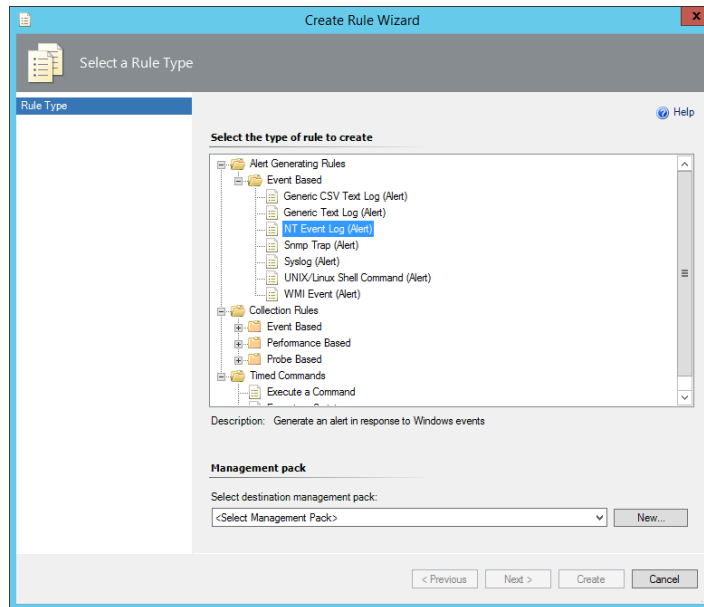 Create Rule Wizard
x
Select a Rule Type
Rule Type
Help
Select the type of rule to create
Alert Generating Rules
Event Based
Generic CSV Text Log (Alert)
Generic Text Log (Alert)
NT Event Log (Alert)
Snmp Trap (Alert)
Syslog (Alert)
UNIX/Linux Shell Command (Alert)
WMI Event (Alert)
Collection Rules
Event Based
Performance Based
Probe Based
Timed Commands
Execute a Command
Description: Generate an alert in response to Windows events
Management pack
Select destination management pack:
<Select Management Pack>
New...
< Previous Next > Create Cancel